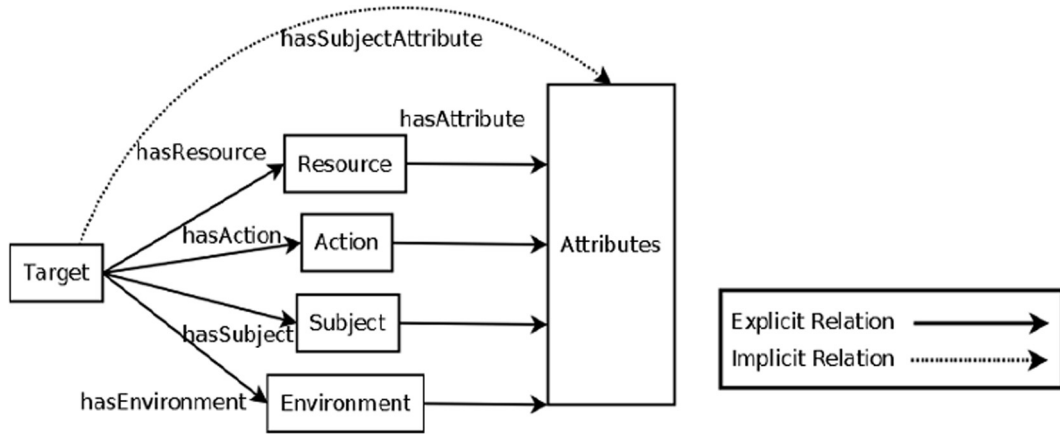 hasSubjectAttribute
hasAttribute
hasResource
Resource
hasAction
Action
Attributes
Target
Subject
hasSubject
hasEnvironment
Environment
Explicit Relation
Implicit Relation